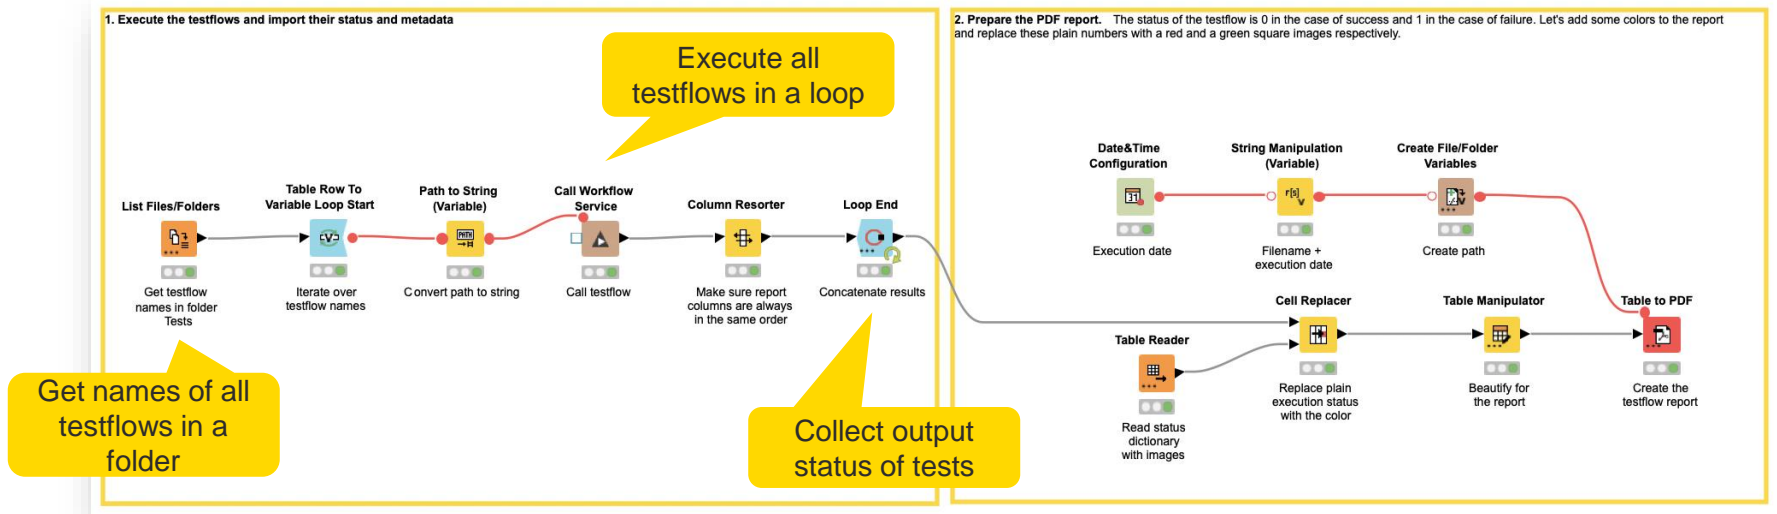 1. Execute the testflows and import their status and metadata
Execute all
testflows in a loop
List Files/Folders
Get testflow
names in folder
Tests
Table Row To
Variable Loop Start
Iterate over
testflow names
Path to String
(Variable)
PATH
Convert path to string
Call Workflow
Service
Call testflow
Column Resorter
Make sure report
columns are always
in the same order
Loop End
Concatenate results
Get names of all
testflows in a
folder
Collect output
status of tests
2. Prepare the PDF report. The status of the testflow is 0 in the case of success and 1 in the case of failure. Let's add some colors to the report
and replace these plain numbers with a red and a green square images respectively.
Date&Time
Configuration
31
Execution date
String Manipulation
(Variable)
r[s]
v
Filename +
execution date
Create File/Folder
Variables
Create path
Table Reader
Read status
dictionary
with images
Cell Replacer
Replace plain
execution status
with the color
Table Manipulator
Beautify for
the report
Table to PDF
Create the
testflow report